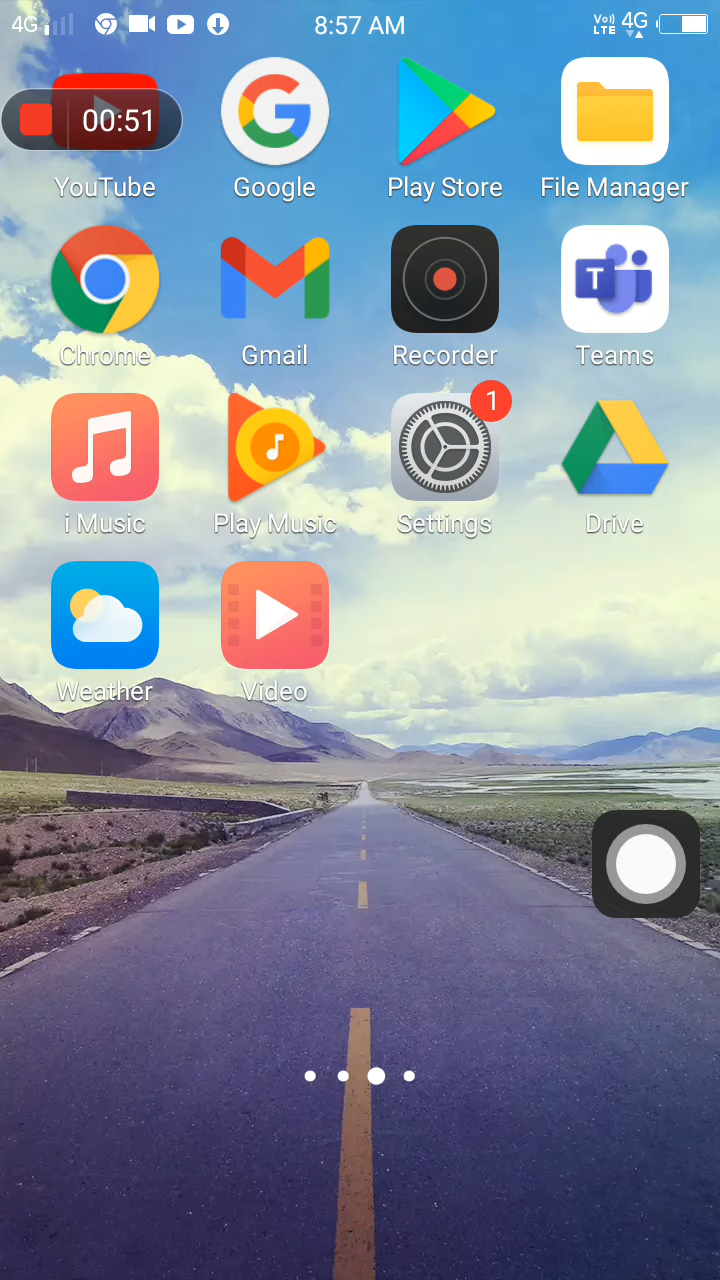 4G 8:57 AM Vo)) LTE 4G
00:51
YouTube Google Play Store File Manager
Chrome Gmail Recorder Teams
1
i Music Play Music Settings Drive
Weather Video